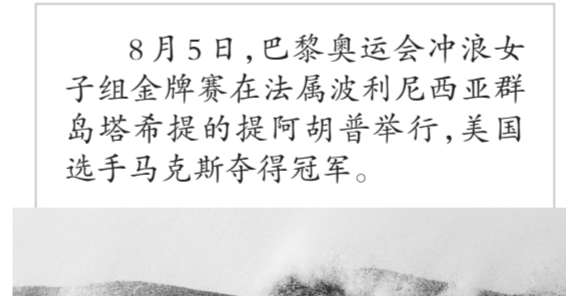 8月5日,巴黎奥运会冲浪女
子组金牌赛在法属波利尼西亚群
岛塔希提的提阿胡普举行,美国
选手马克斯夺得冠军。